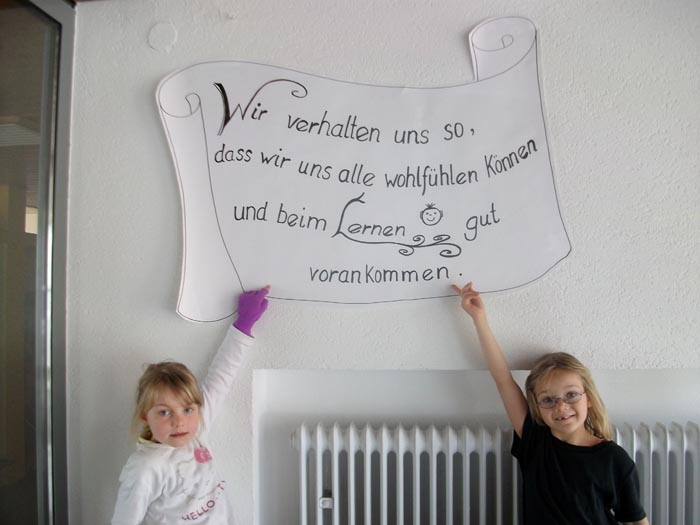 Wir verhalten uns so,
dass wir uns alle wohlfühlen Können
und beim Lernen gut
voranKommen.
HELLO